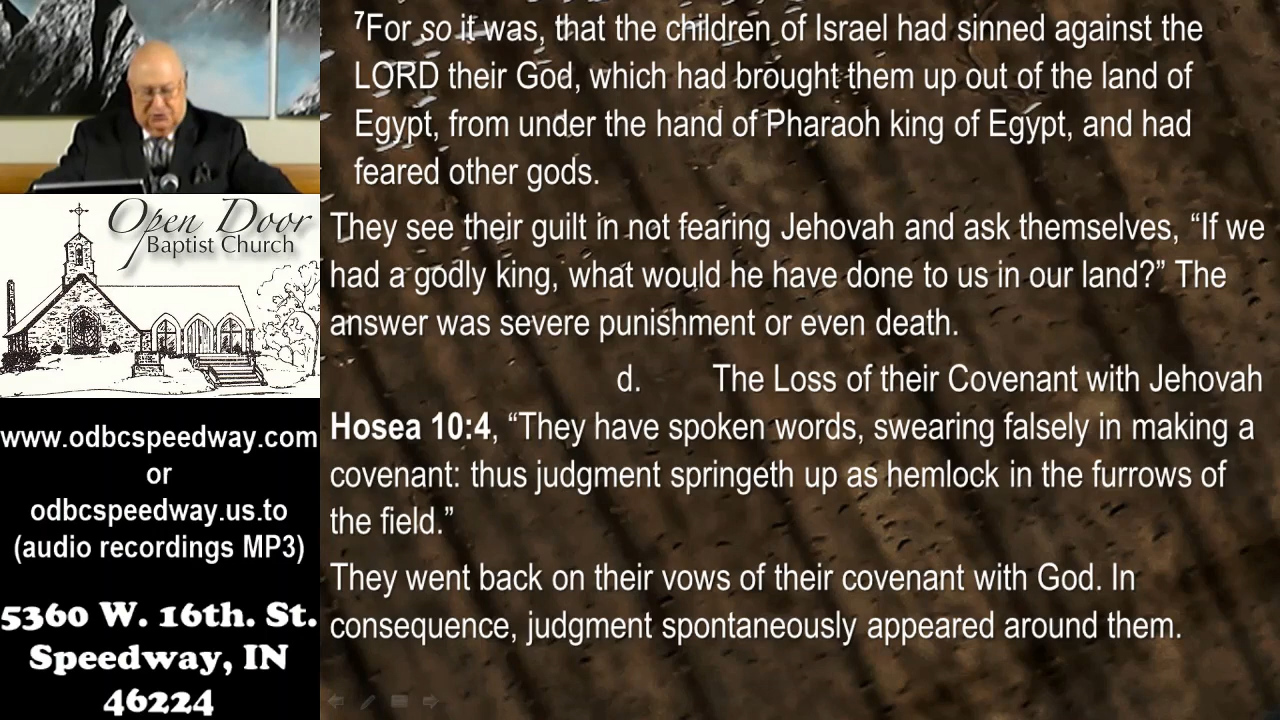 Open Door
Baptist Church
www.odbcspeedway.com
or
odbcspeedway.us.to
(audio recordings MP3)
5360 W. 16th. St.
Speedway, IN
46224
⁷For so it was, that the children of Israel had sinned against the
LORD their God, which had brought them up out of the land of
Egypt, from under the hand of Pharaoh king of Egypt, and had
feared other gods.
They see their guilt in not fearing Jehovah and ask themselves, “If we
had a godly king, what would he have done to us in our land?” The
answer was severe punishment or even death.
d. The Loss of their Covenant with Jehovah
Hosea 10:4, “They have spoken words, swearing falsely in making a
covenant: thus judgment springeth up as hemlock in the furrows of
the field.”
They went back on their vows of their covenant with God. In
consequence, judgment spontaneously appeared around them.